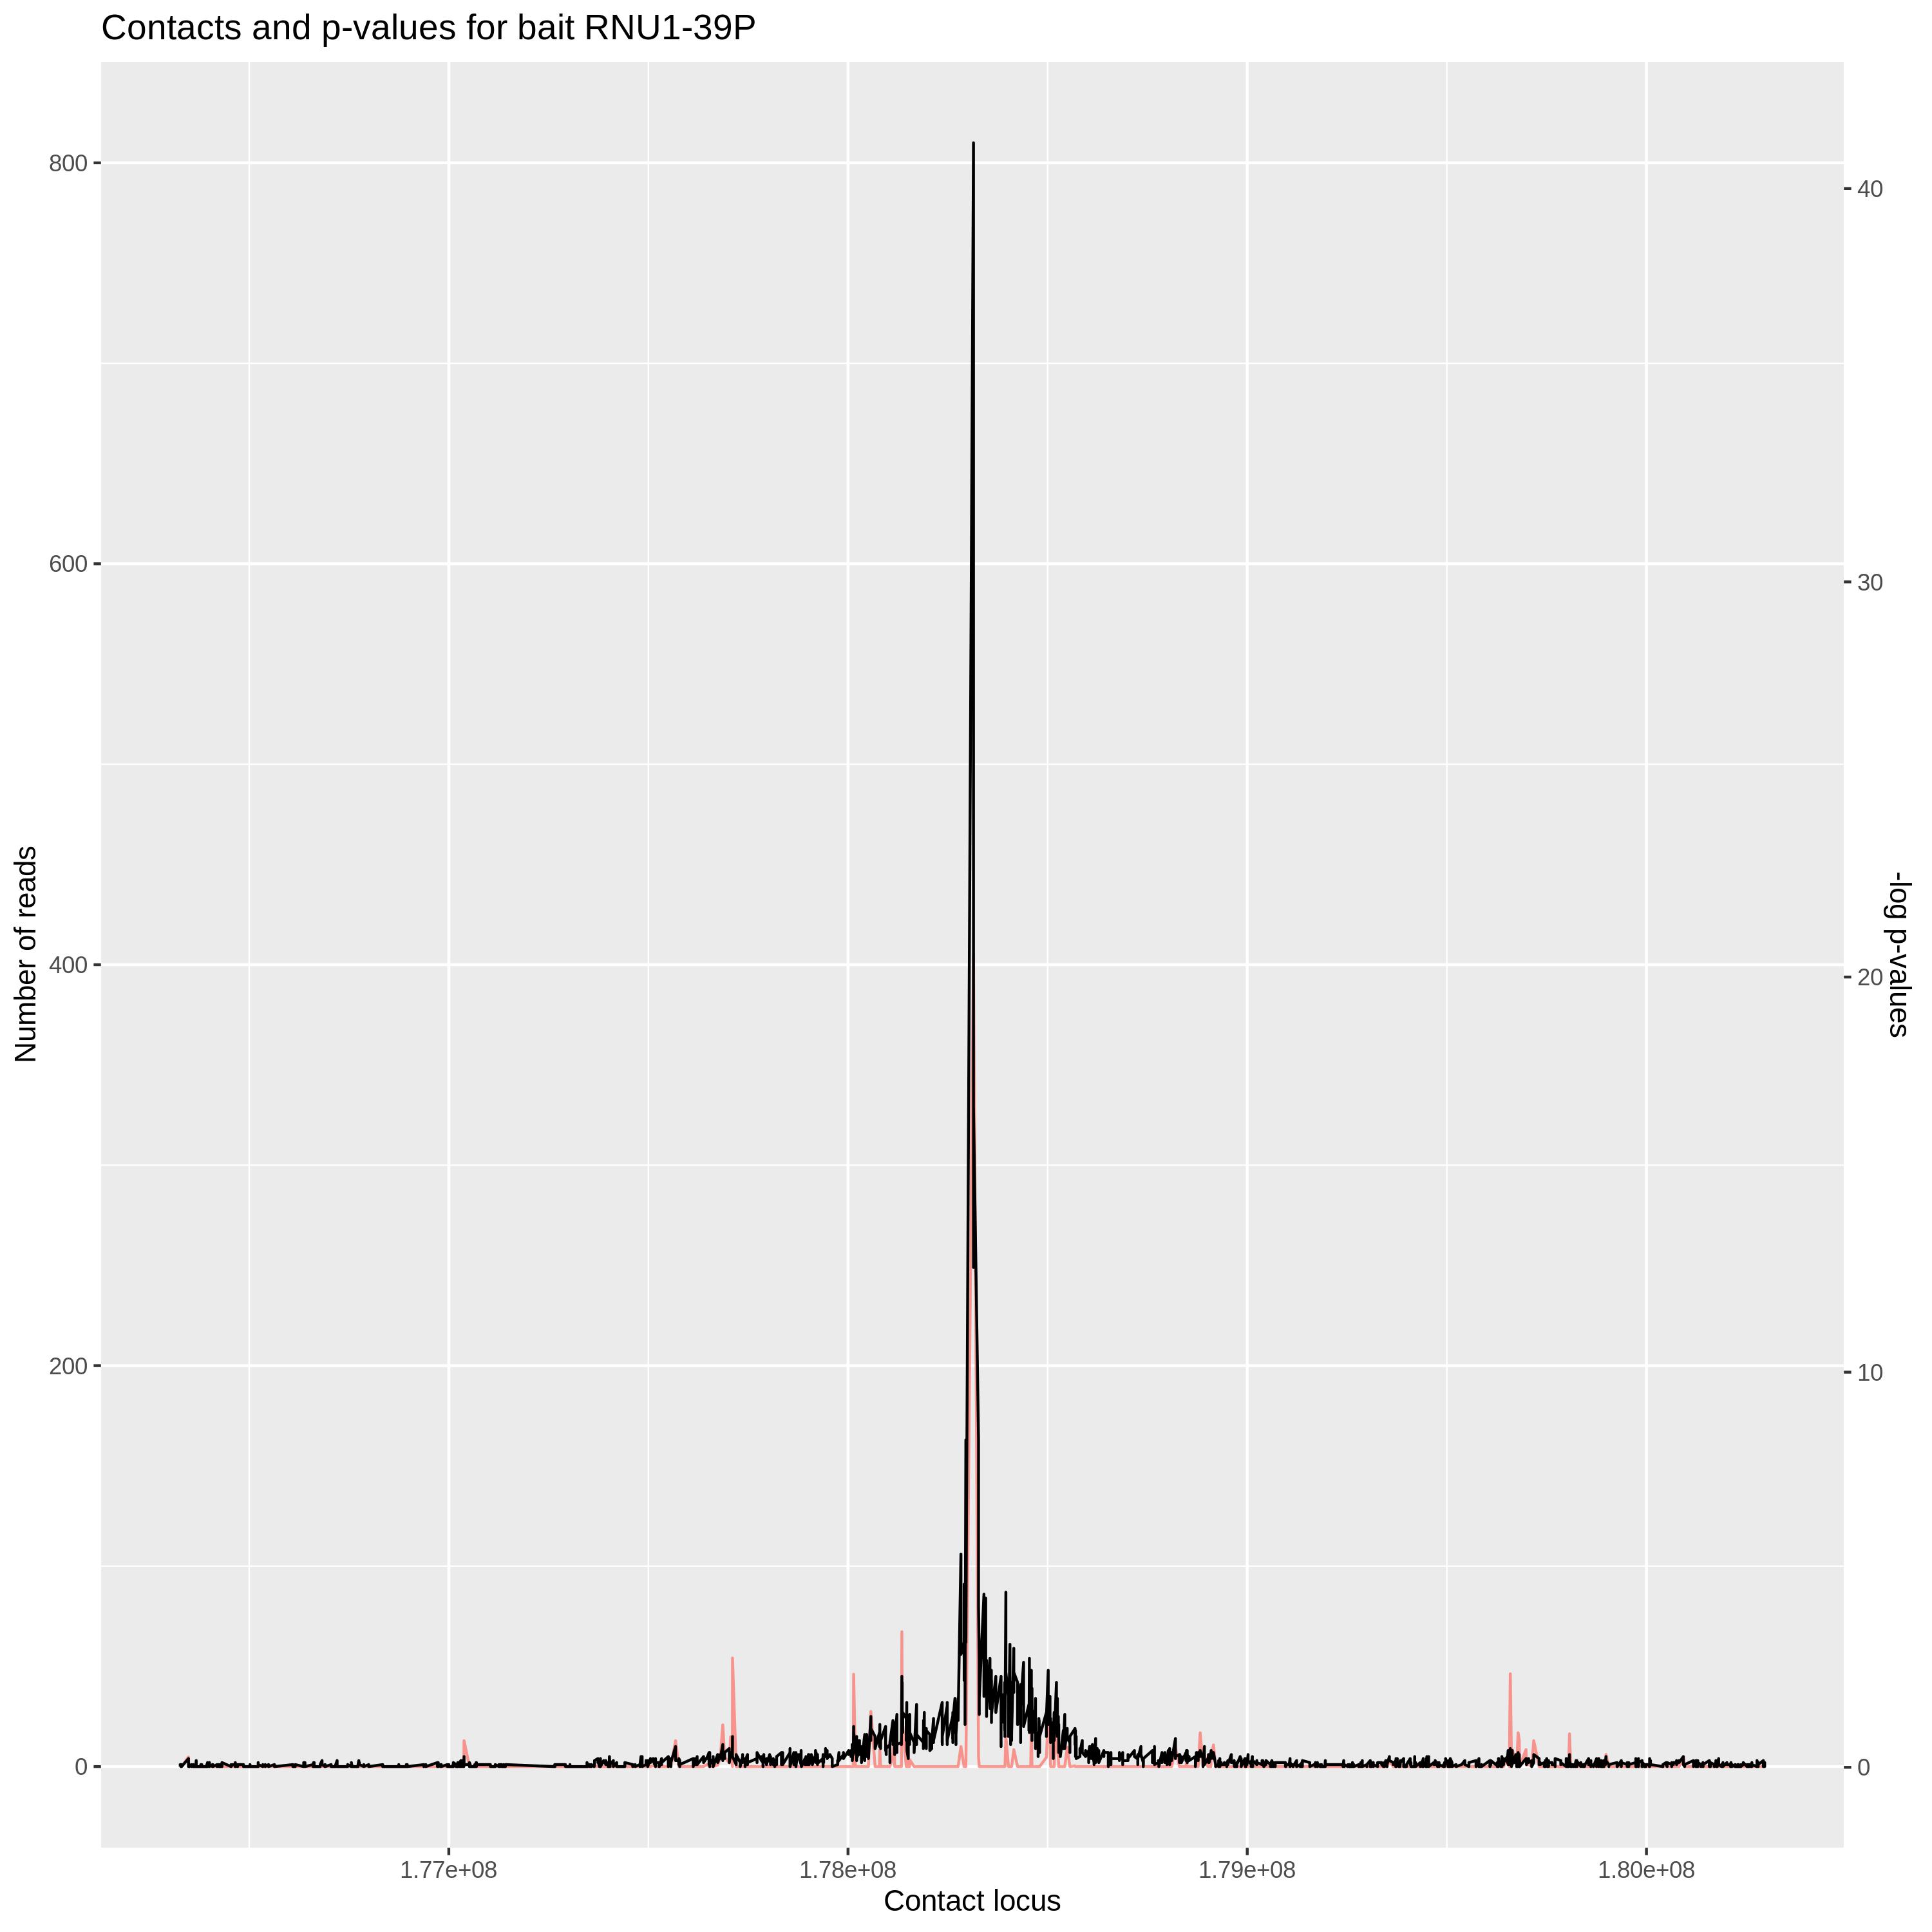 Contacts and p-values for bait RNU1-39P
800
600
400
200
0
Number of reads
40
30
20
10
0
-log p-values
1.77e+08
1.78e+08
1.79e+08
1.80e+08
Contact locus